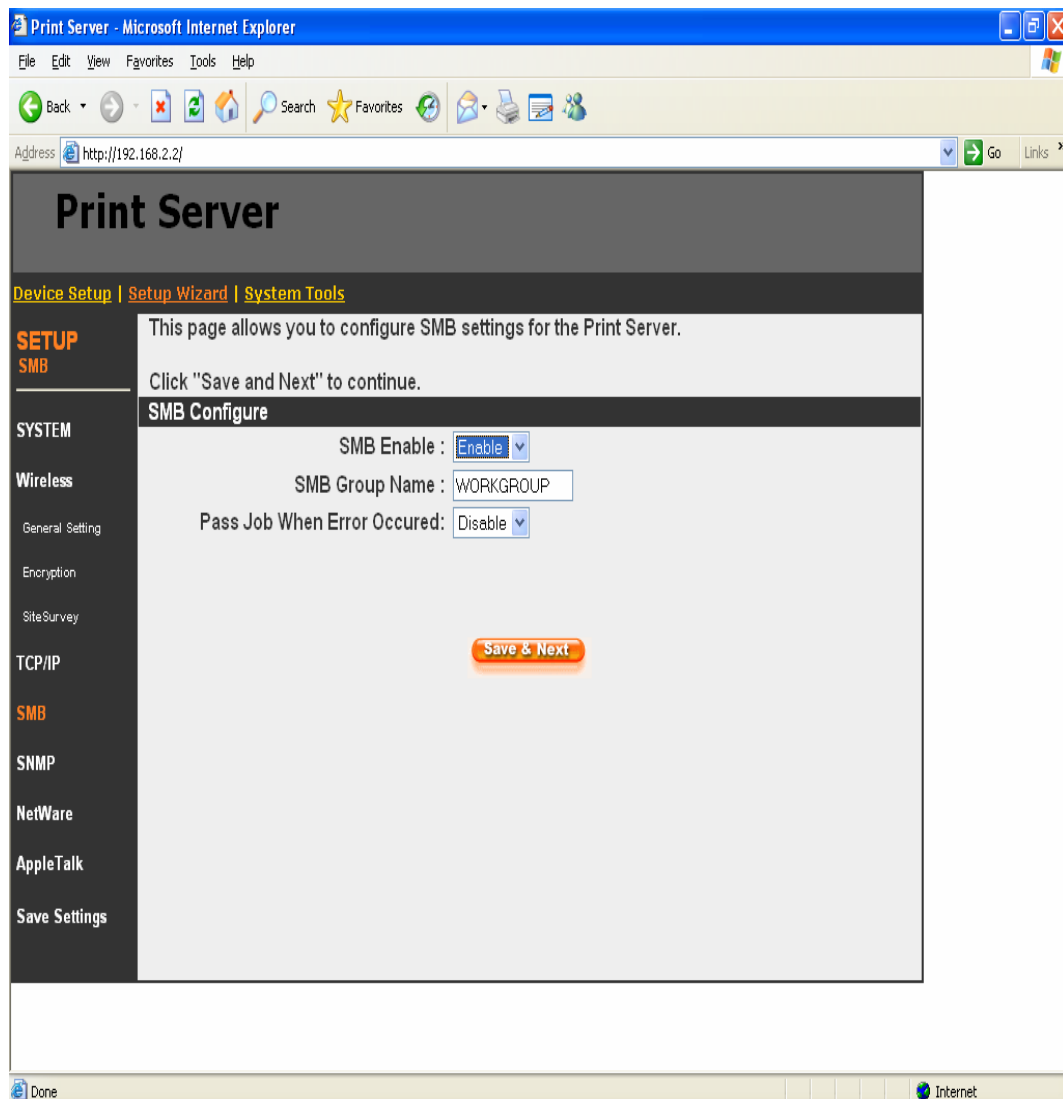 Print Server - Microsoft Internet Explorer
File Edit View Favorites Tools Help
Back Search Favorites
Address http://192.168.2.2/ Go Links »
Print Server
Device Setup | Setup Wizard | System Tools
SETUP
SMB
SYSTEM
Wireless
General Setting
Encryption
SiteSurvey
TCP/IP
SMB
SNMP
NetWare
AppleTalk
Save Settings
This page allows you to configure SMB settings for the Print Server.
Click "Save and Next" to continue.
SMB Configure
SMB Enable : Enable
SMB Group Name : WORKGROUP
Pass Job When Error Occured: Disable
Save & Next
Done Internet